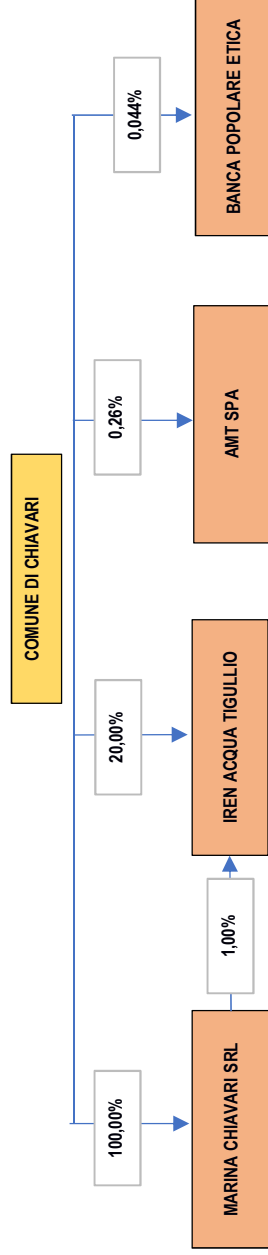 COMUNE DI CHIAVARI
100,00%
20,00%
0,26%
0,044%
MARINA CHIAVARI SRL
1,00%
IREN ACQUA TIGULLIO
AMT SPA
BANCA POPOLARE ETICA